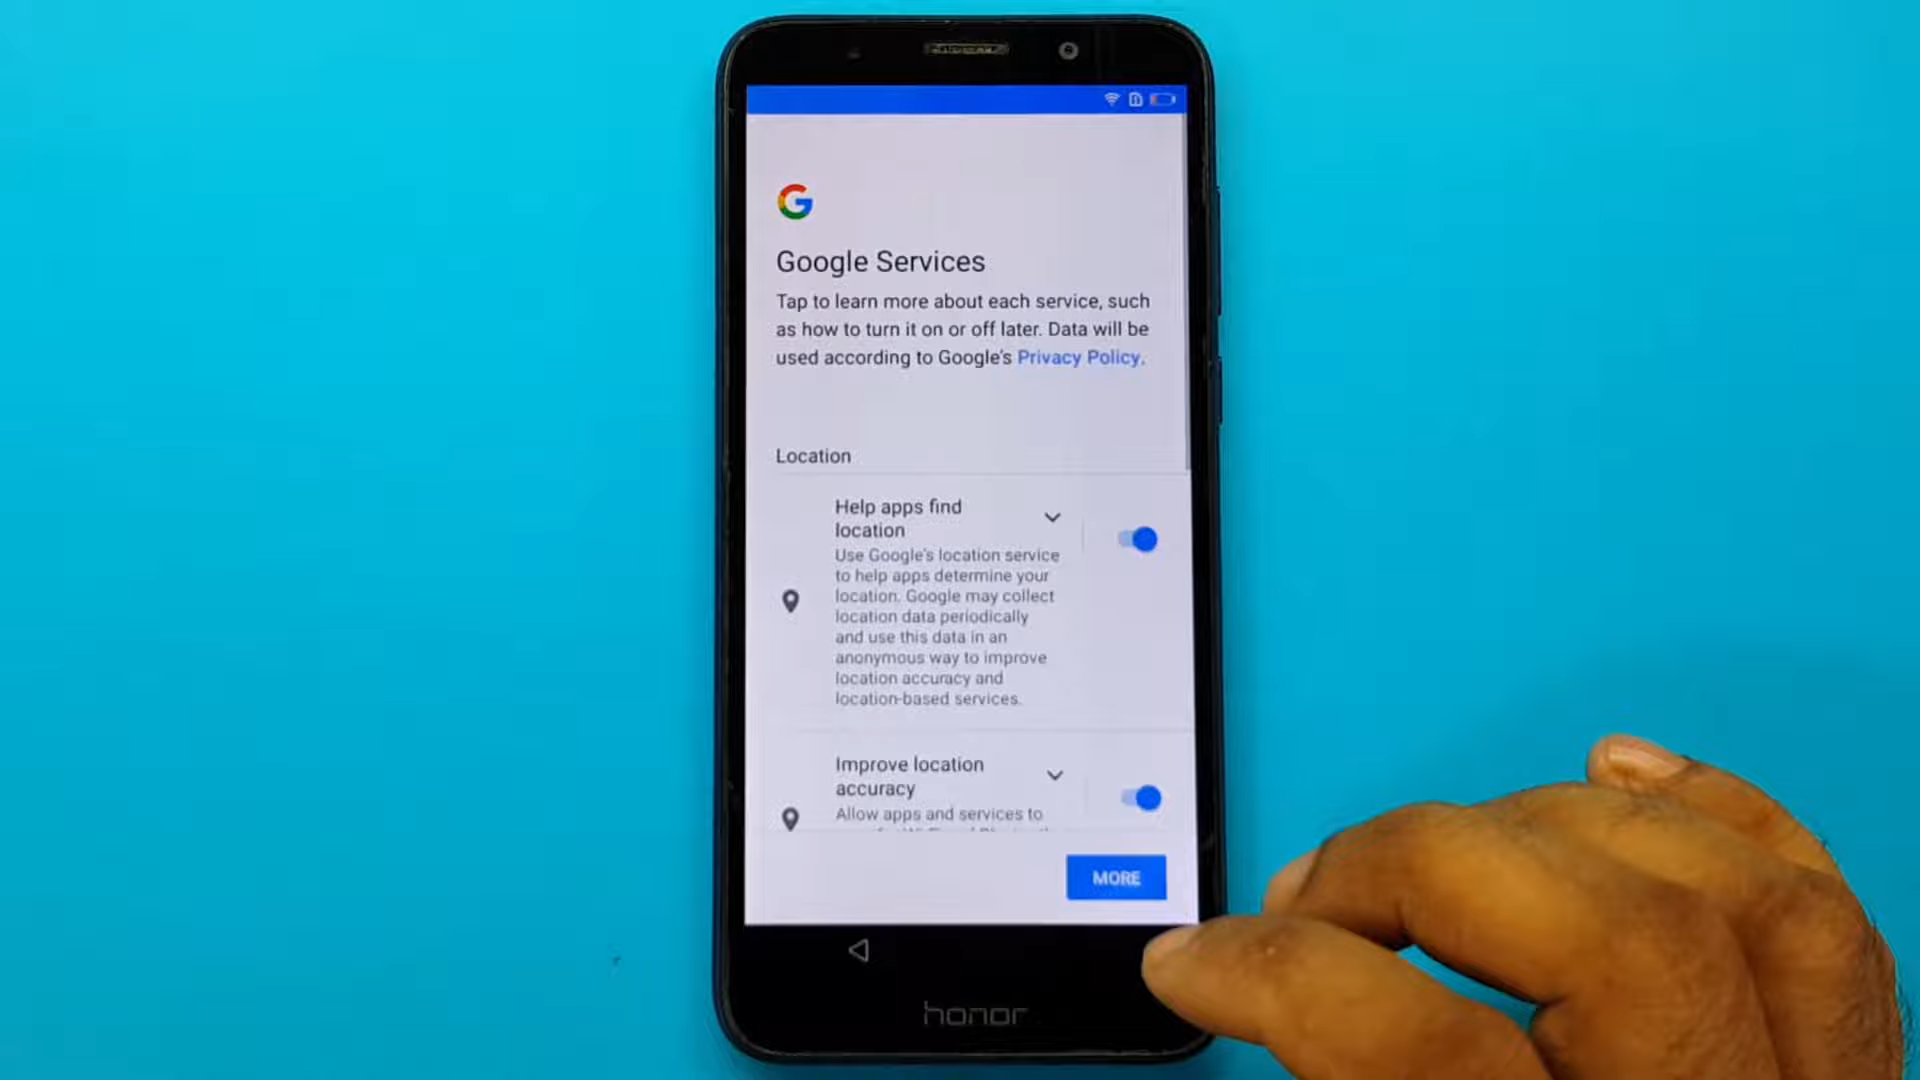 Google Services
Tap to learn more about each service, such
as how to turn it on or off later. Data will be
used according to Google's Privacy Policy.
Location
Help apps find
location
Use Google's location service
to help apps determine your
location. Google may collect
location data periodically
and use this data in an
anonymous way to improve
location accuracy and
location-based services.
Improve location
accuracy
Allow apps and services to
MORE
honor